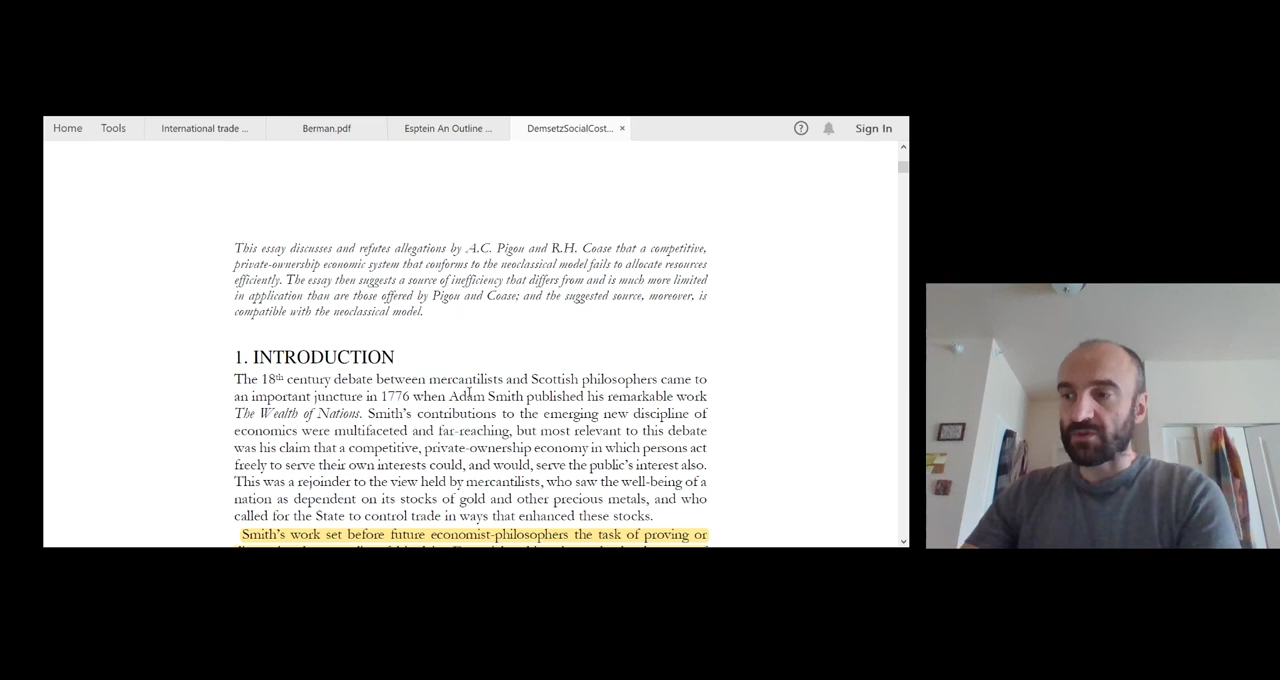 Home Tools International trade ... Berman.pdf Esptein An Outline ... DemsetzSocialCost... × ? Sign In
This essay discusses and refutes allegations by A.C. Pigou and R.H. Coase that a competitive,
private-ownership economic system that conforms to the neoclassical model fails to allocate resources
efficiently. The essay then suggests a source of inefficiency that differs from and is much more limited
in application than are those offered by Pigou and Coase; and the suggested source, moreover, is
compatible with the neoclassical model.
1. INTRODUCTION
The 18th century debate between mercantilists and Scottish philosophers came to
an important juncture in 1776 when Adam Smith published his remarkable work
The Wealth of Nations. Smith's contributions to the emerging new discipline of
economics were multifaceted and far-reaching, but most relevant to this debate
was his claim that a competitive, private-ownership economy in which persons act
freely to serve their own interests could, and would, serve the public's interest also.
This was a rejoinder to the view held by mercantilists, who saw the well-being of a
nation as dependent on its stocks of gold and other precious metals, and who
called for the State to control trade in ways that enhanced these stocks.
Smith's work set before future economist-philosophers the task of proving or